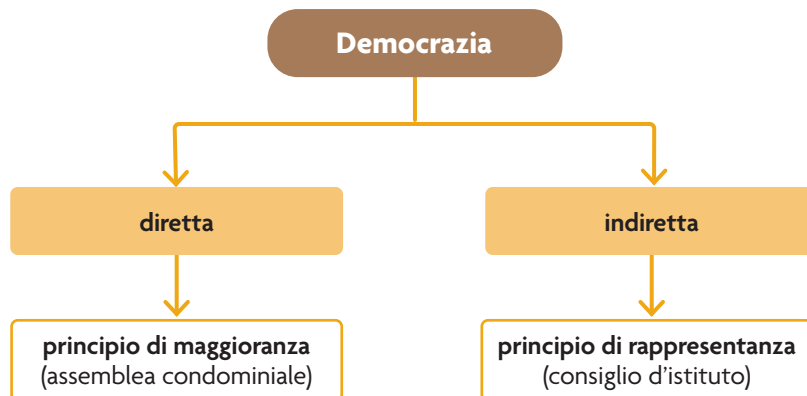 Democrazia
diretta
indiretta
principio di maggioranza
(assemblea condominiale)
principio di rappresentanza
(consiglio d’istituto)